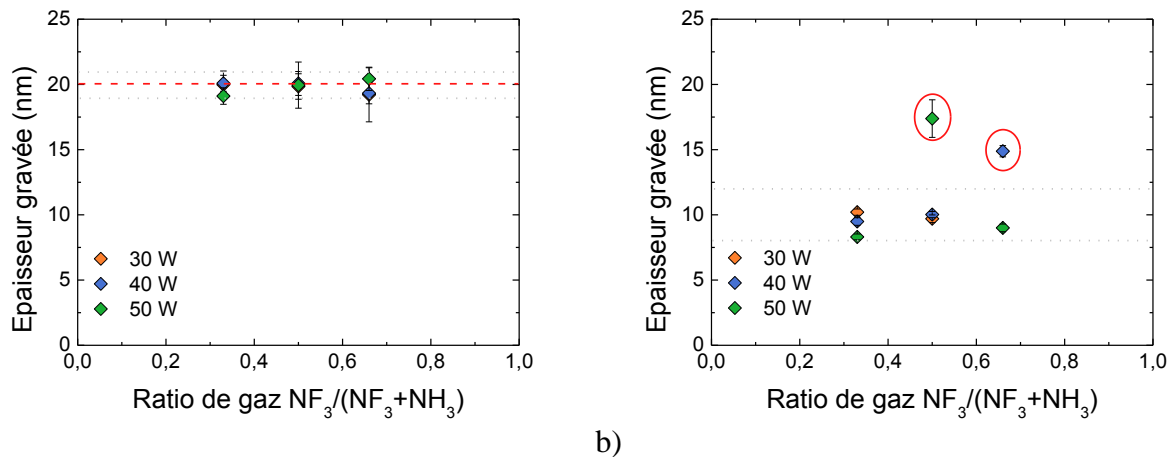 25
20
15
10
5
0
Epaisseur gravée (nm)
30 W
40 W
50 W
0,0 0,2 0,4 0,6 0,8 1,0
Ratio de gaz NF₃/(NF₃+NH₃)
25
20
15
10
5
0
Epaisseur gravée (nm)
30 W
40 W
50 W
0,0 0,2 0,4 0,6 0,8 1,0
Ratio de gaz NF₃/(NF₃+NH₃)
b)